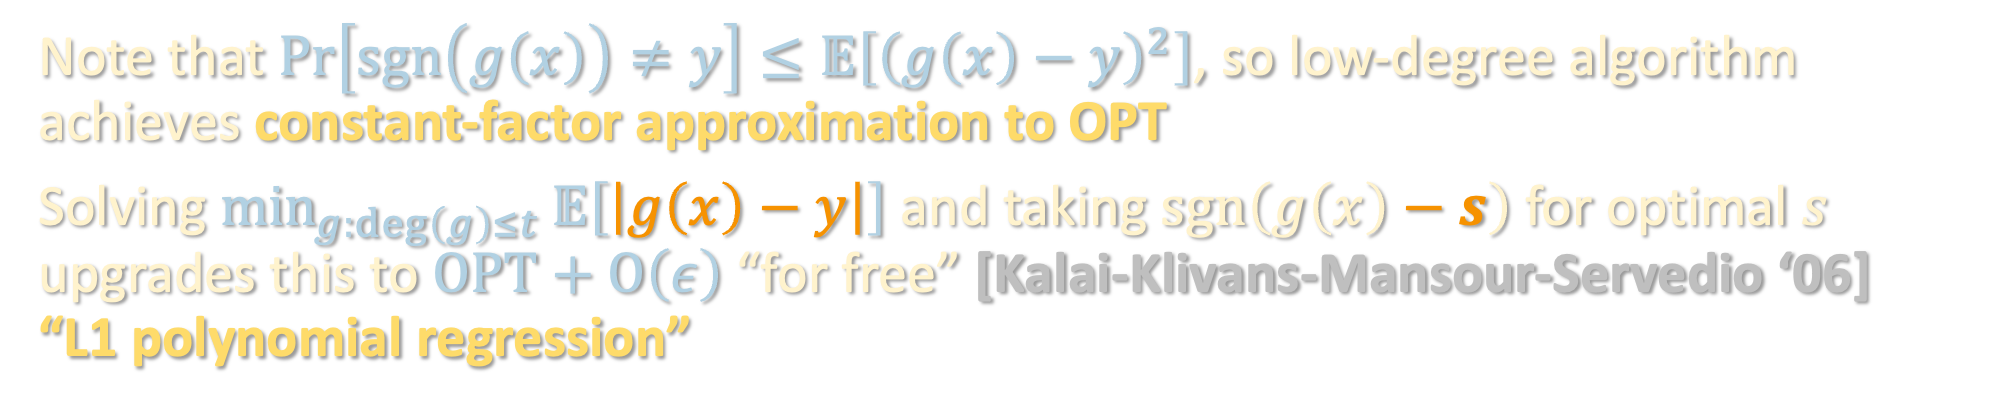 Note that Pr[sgn(g(x)) ≠ y] ≤ 𝔼[(g(x) − y)²], so low-degree algorithm
achieves constant-factor approximation to OPT
Solving min_{g:deg(g)≤t} 𝔼[|g(x) − y|] and taking sgn(g(x) − s) for optimal s
upgrades this to OPT + O(ϵ) “for free” [Kalai-Klivans-Mansour-Servedio ‘06]
“L1 polynomial regression”